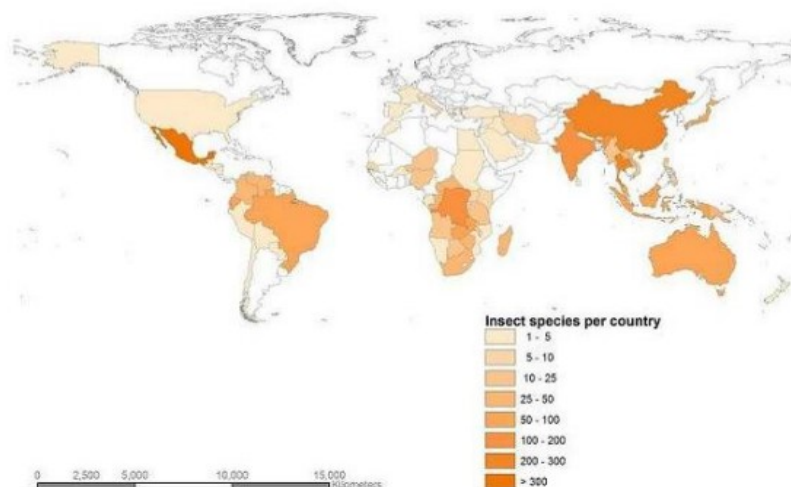 Insect species per country
1 - 5
5 - 10
10 - 25
25 - 50
50 - 100
100 - 200
200 - 300
> 300
0 2,500 5,000 10,000 15,000
Kilometers